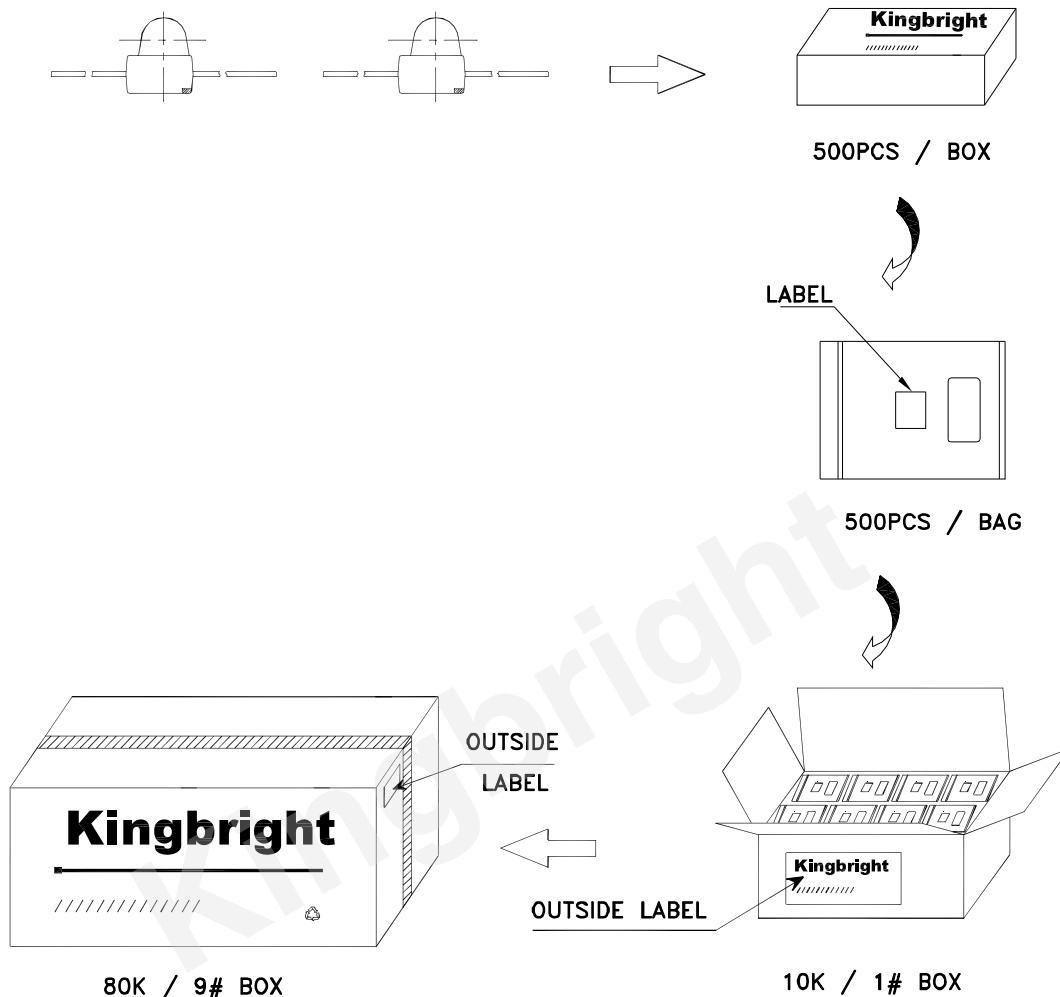 Kingbright
500PCS / BOX
LABEL
500PCS / BAG
OUTSIDE
LABEL
Kingbright
Kingbright
OUTSIDE LABEL
80K / 9# BOX
10K / 1# BOX
Kingbright